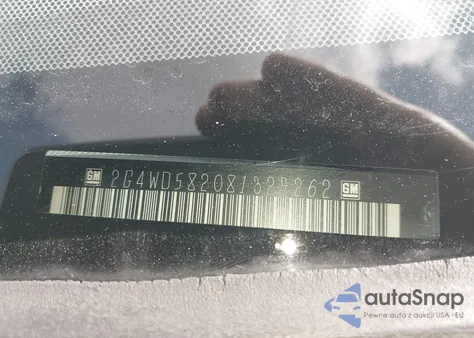 GM 2G4WD582081329262 GM
autaSnap
Pewne auta z aukcji USA i EU